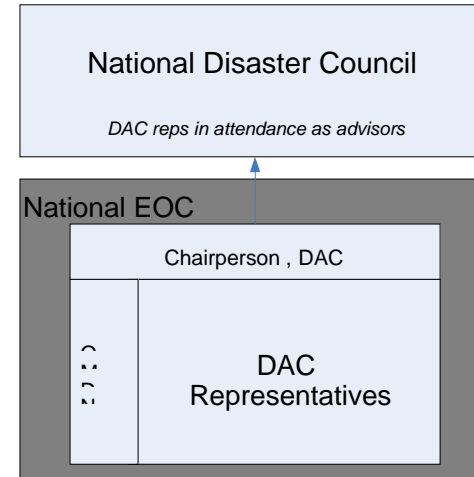 National Disaster Council
DAC reps in attendance as advisors
National EOC
Chairperson , DAC
DAC
Representatives